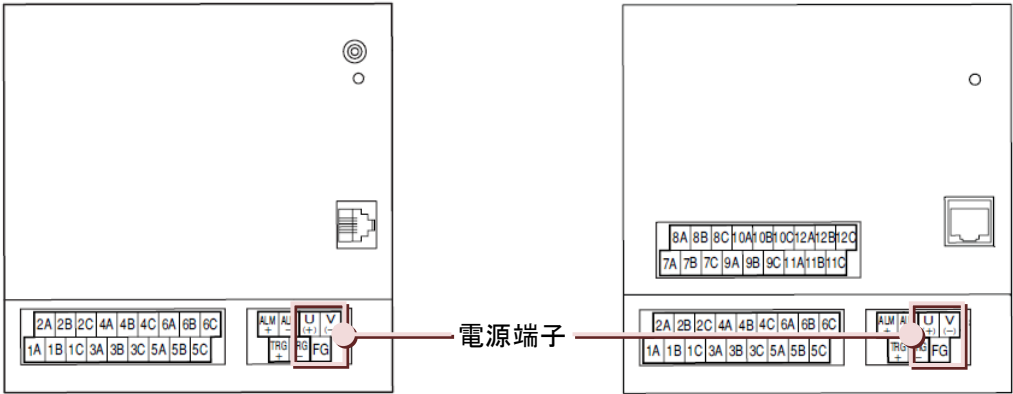 8A 8B 8C 10A 10B 10C 12A 12B 12C
7A 7B 7C 9A 9B 9C 11A 11B 11C
2A 2B 2C 4A 4B 4C 6A 6B 6C
1A 1B 1C 3A 3B 3C 5A 5B 5C
ALM + AL - U (+) V (-)
TRG + RG - FG
電源端子
2A 2B 2C 4A 4B 4C 6A 6B 6C
1A 1B 1C 3A 3B 3C 5A 5B 5C
ALM + U (+) V (-)
TRG + FG